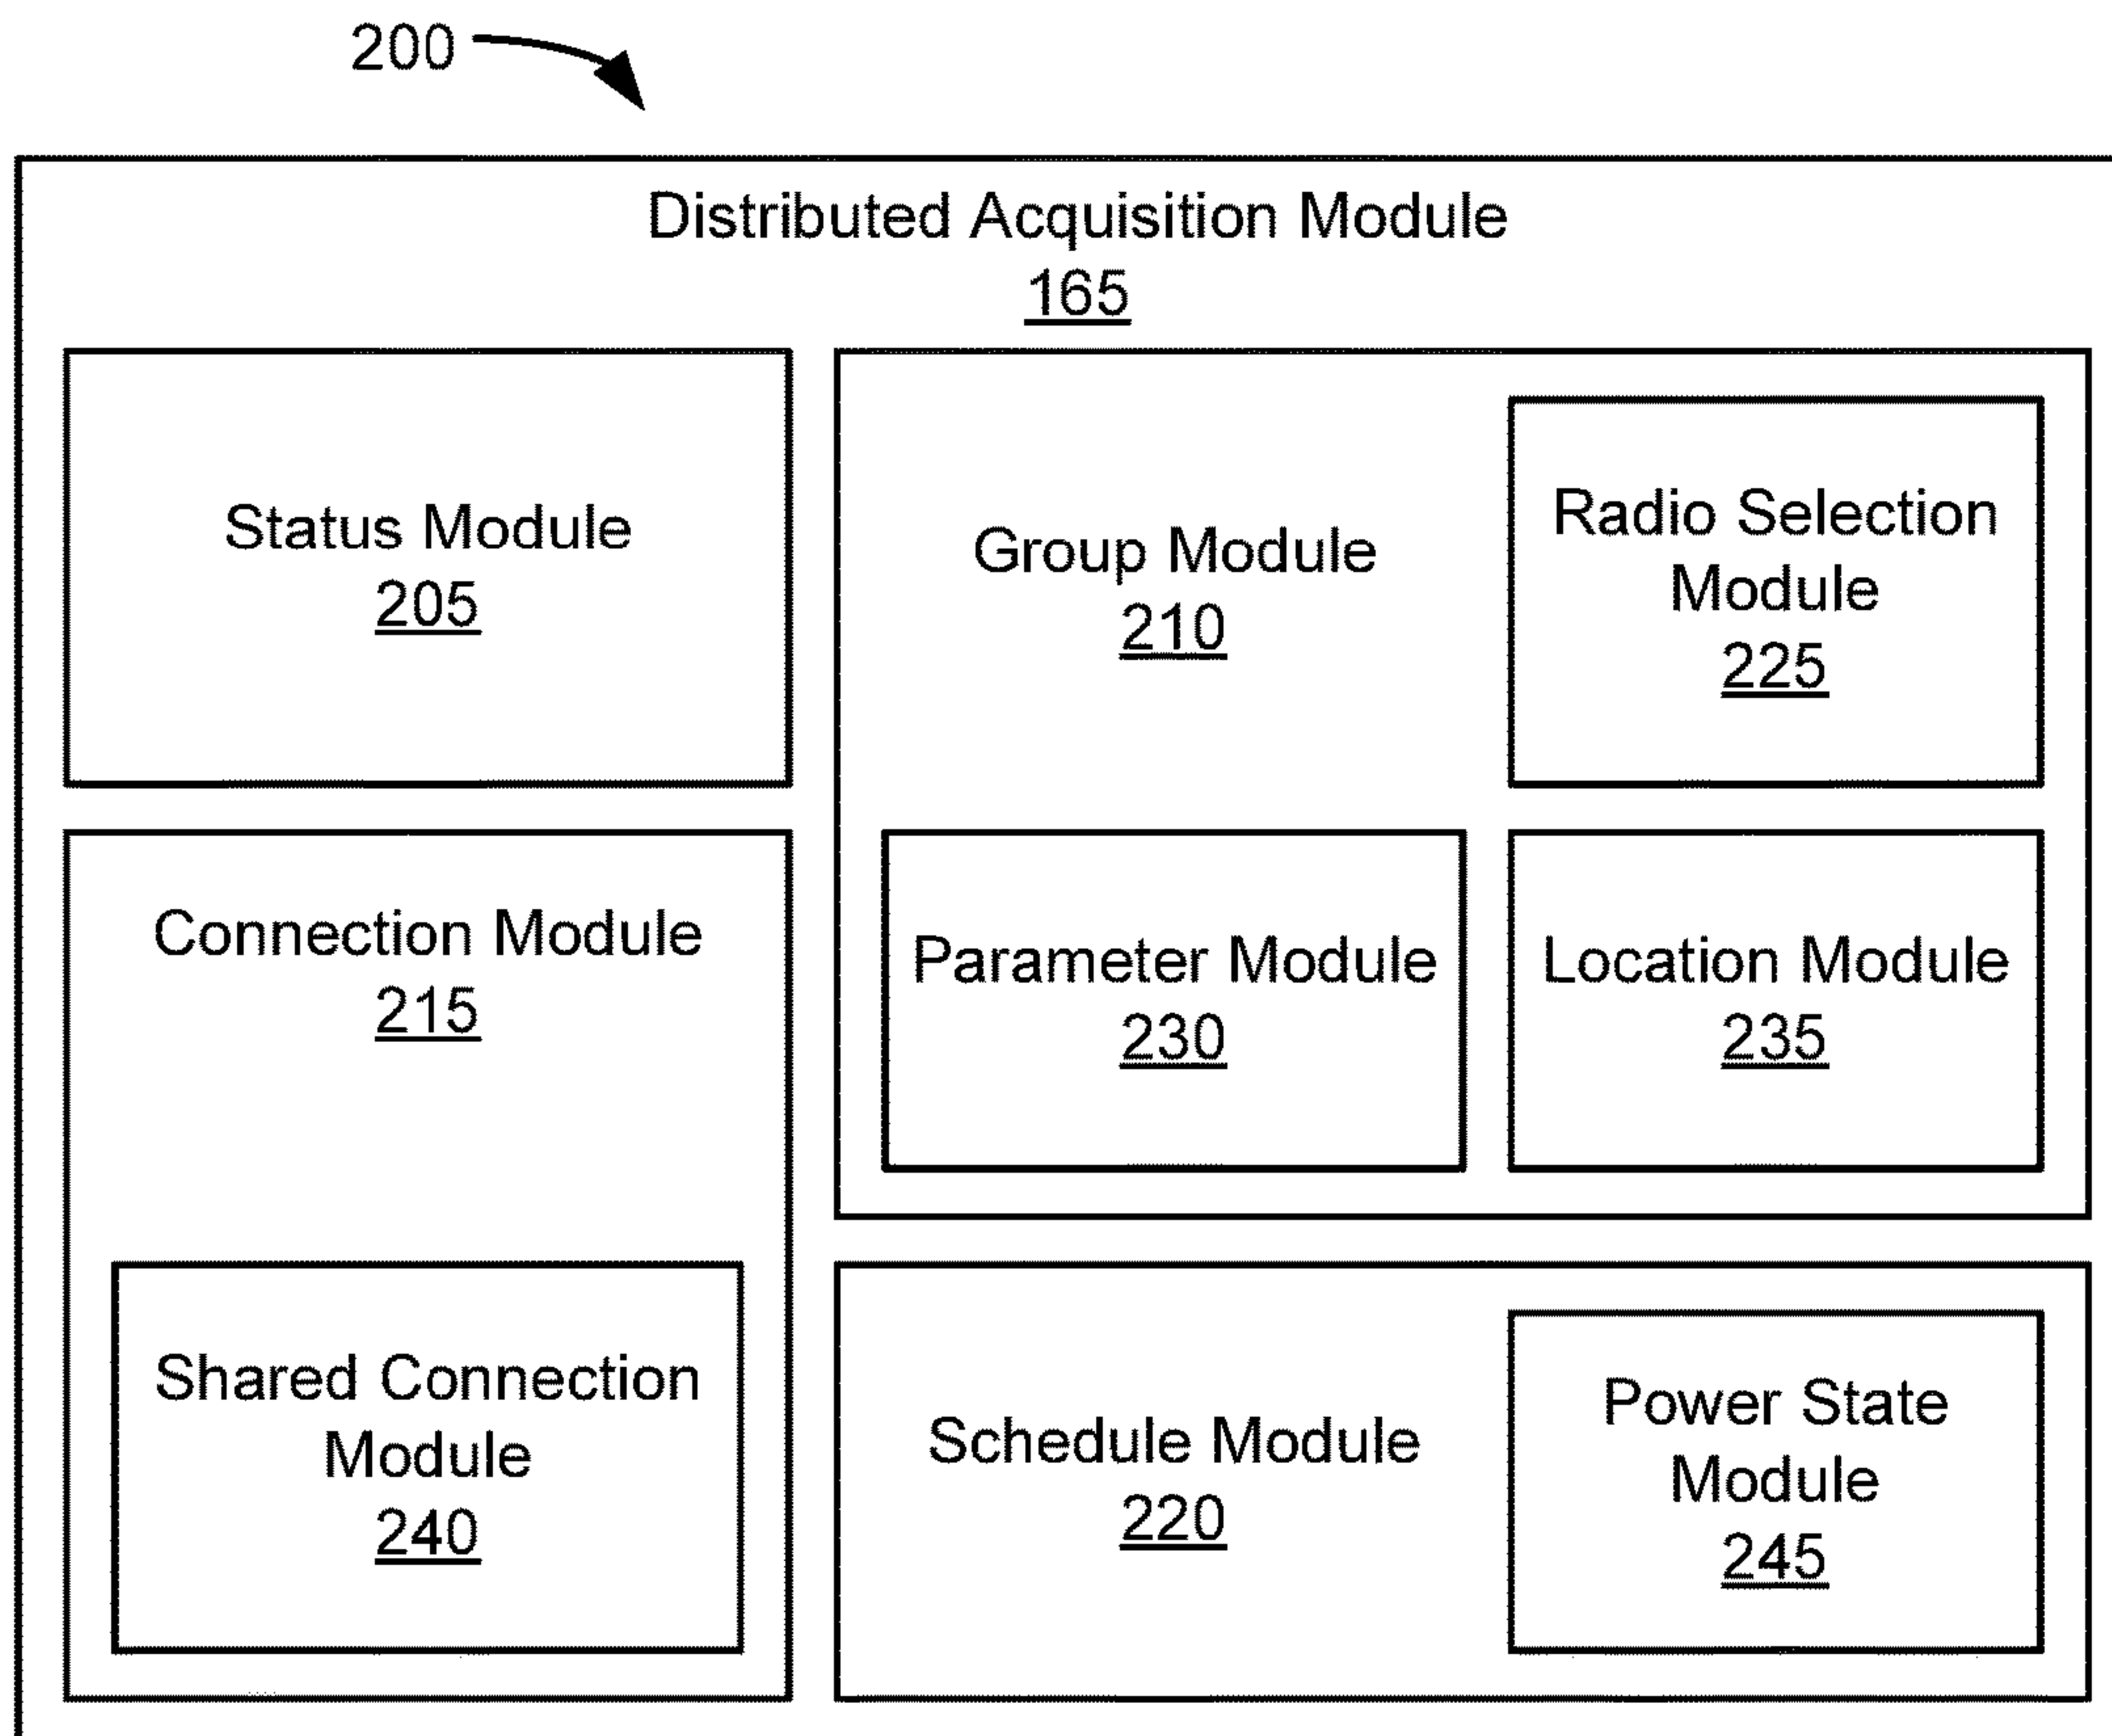 200
Distributed Acquisition Module
165
Status Module
205
Group Module
210
Radio Selection
Module
225
Connection Module
215
Parameter Module
230
Location Module
235
Shared Connection
Module
240
Schedule Module
220
Power State
Module
245